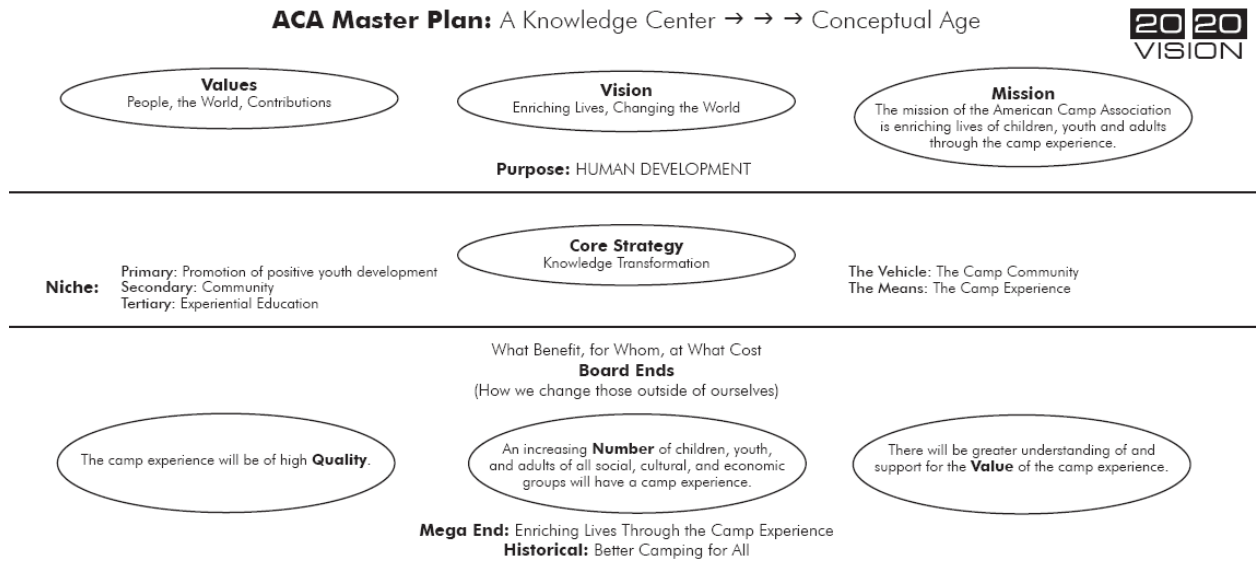 ACA Master Plan: A Knowledge Center → → → Conceptual Age
20 20
VISION
Values
People, the World, Contributions
Vision
Enriching Lives, Changing the World
Mission
The mission of the American Camp Association
is enriching lives of children, youth and adults
through the camp experience.
Purpose: HUMAN DEVELOPMENT
Core Strategy
Knowledge Transformation
Niche:
Primary: Promotion of positive youth development
Secondary: Community
Tertiary: Experiential Education
The Vehicle: The Camp Community
The Means: The Camp Experience
What Benefit, for Whom, at What Cost
Board Ends
(How we change those outside of ourselves)
The camp experience will be of high Quality.
An increasing Number of children, youth,
and adults of all social, cultural, and economic
groups will have a camp experience.
There will be greater understanding of and
support for the Value of the camp experience.
Mega End: Enriching Lives Through the Camp Experience
Historical: Better Camping for All